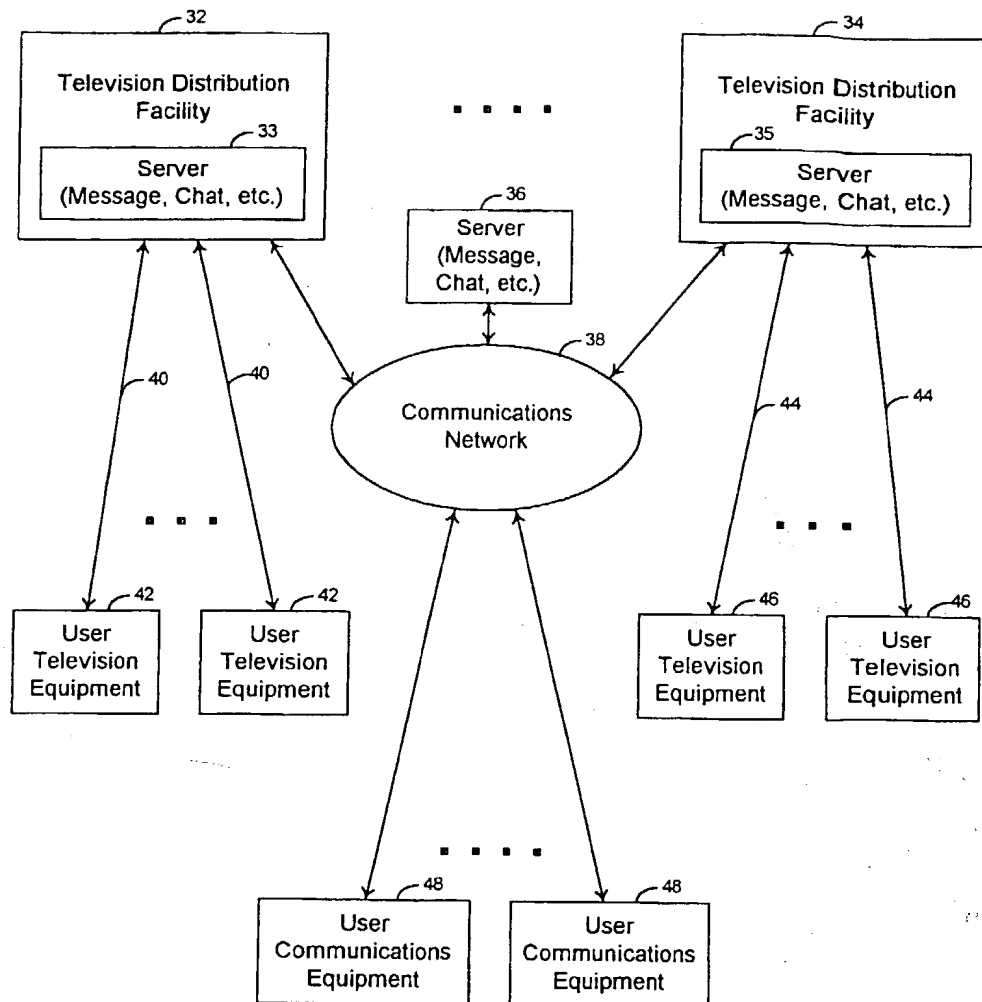 32
34
Television Distribution
Facility
33
Server
(Message, Chat, etc.)
Television Distribution
Facility
35
Server
(Message, Chat, etc.)
36
Server
(Message,
Chat, etc.)
38
Communications
Network
40
40
44
44
42
User
Television
Equipment
42
User
Television
Equipment
46
User
Television
Equipment
46
User
Television
Equipment
48
User
Communications
Equipment
48
User
Communications
Equipment